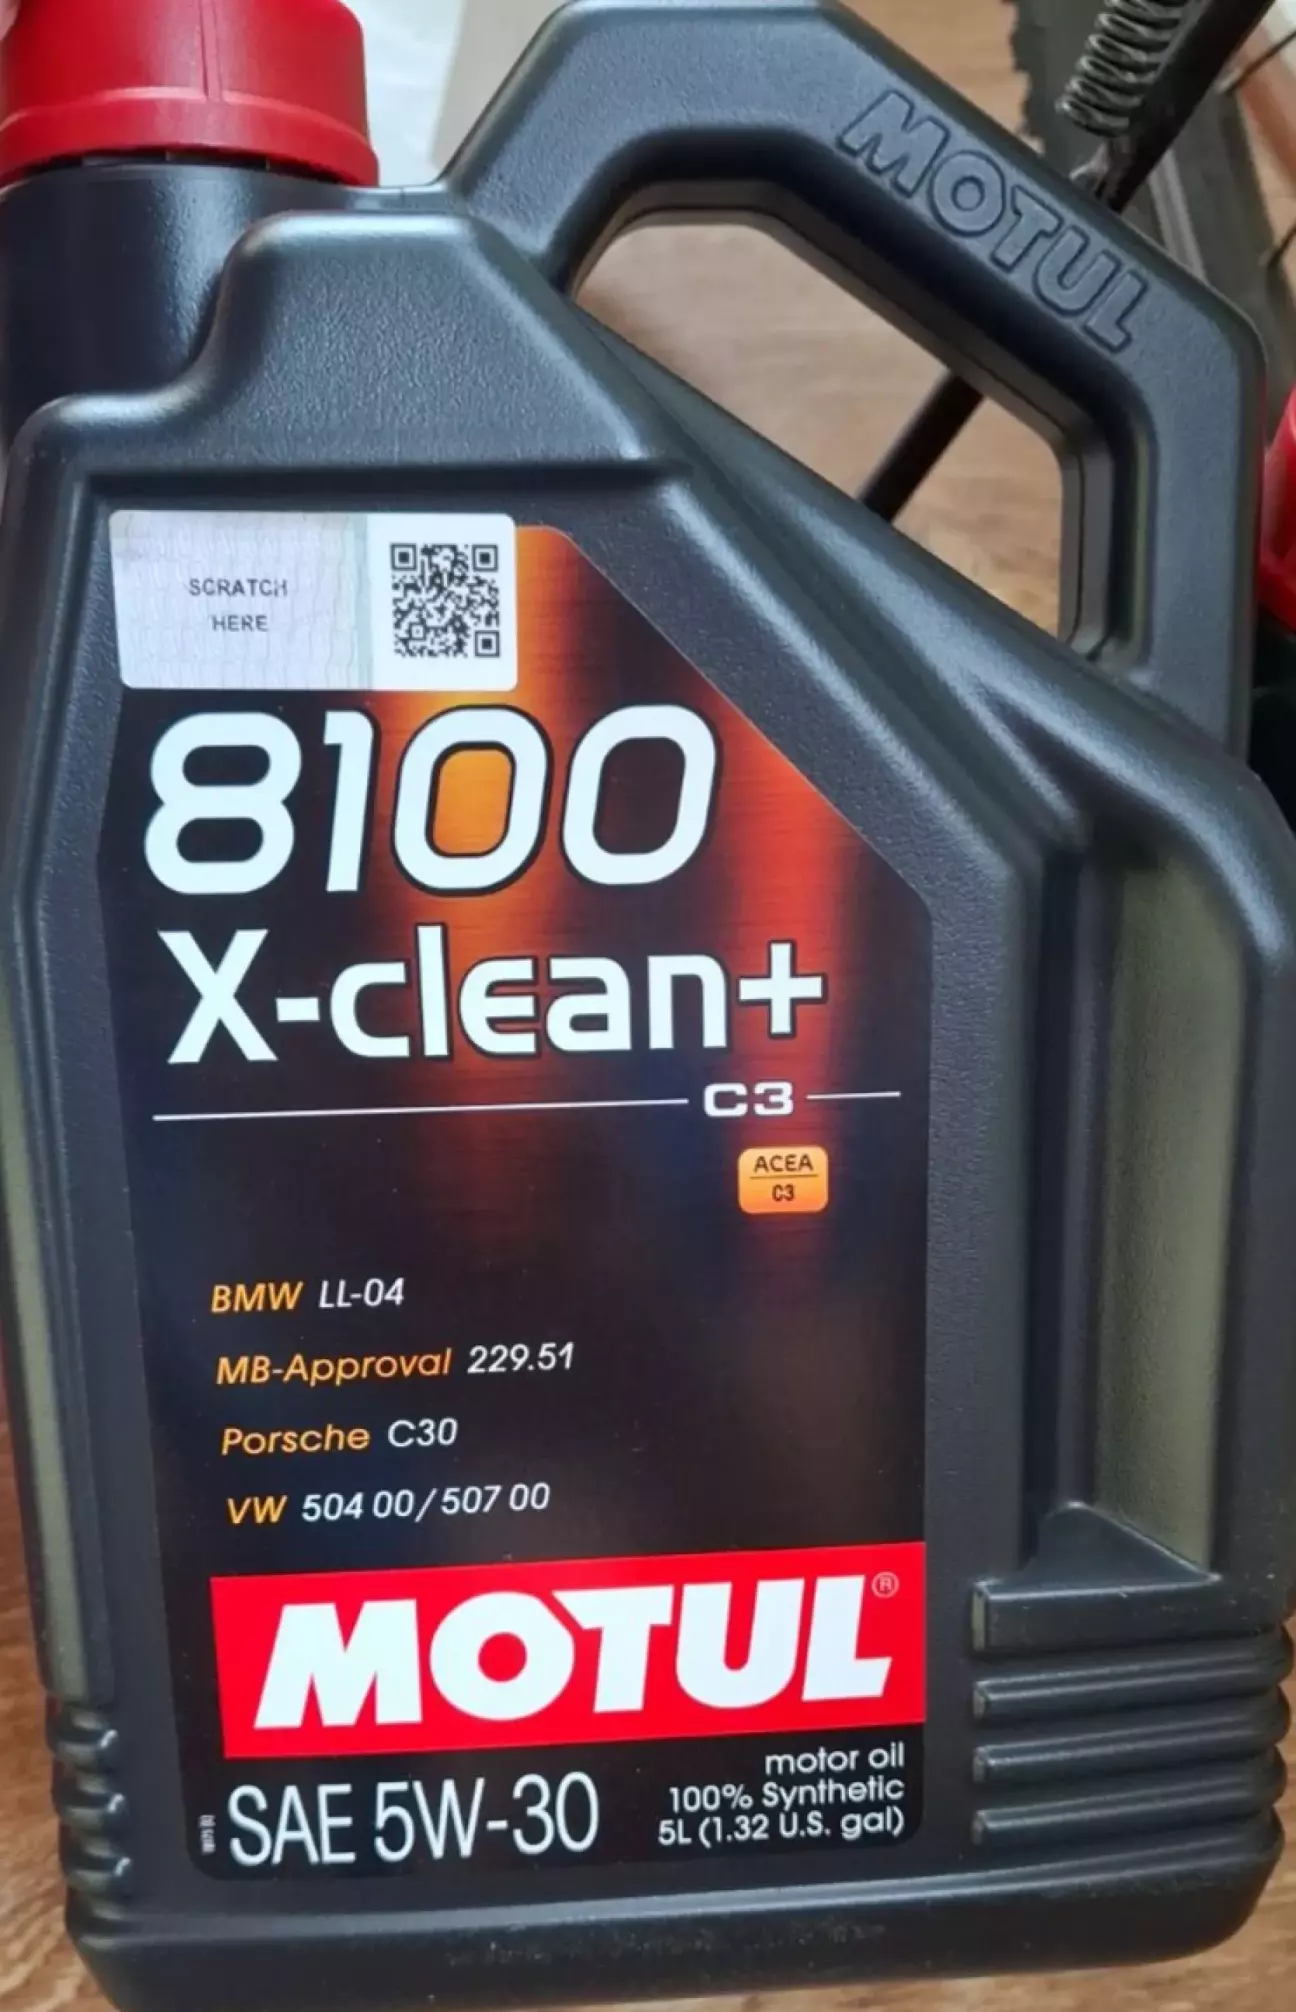 MOTUL
SCRATCH
HERE
8100
X-clean+
C3
ACEA
C3
BMW LL-04
MB-Approval 229.51
Porsche C30
VW 504 00/507 00
MOTUL®
SAE 5W-30
motor oil
100% Synthetic
5L (1.32 U.S. gal)